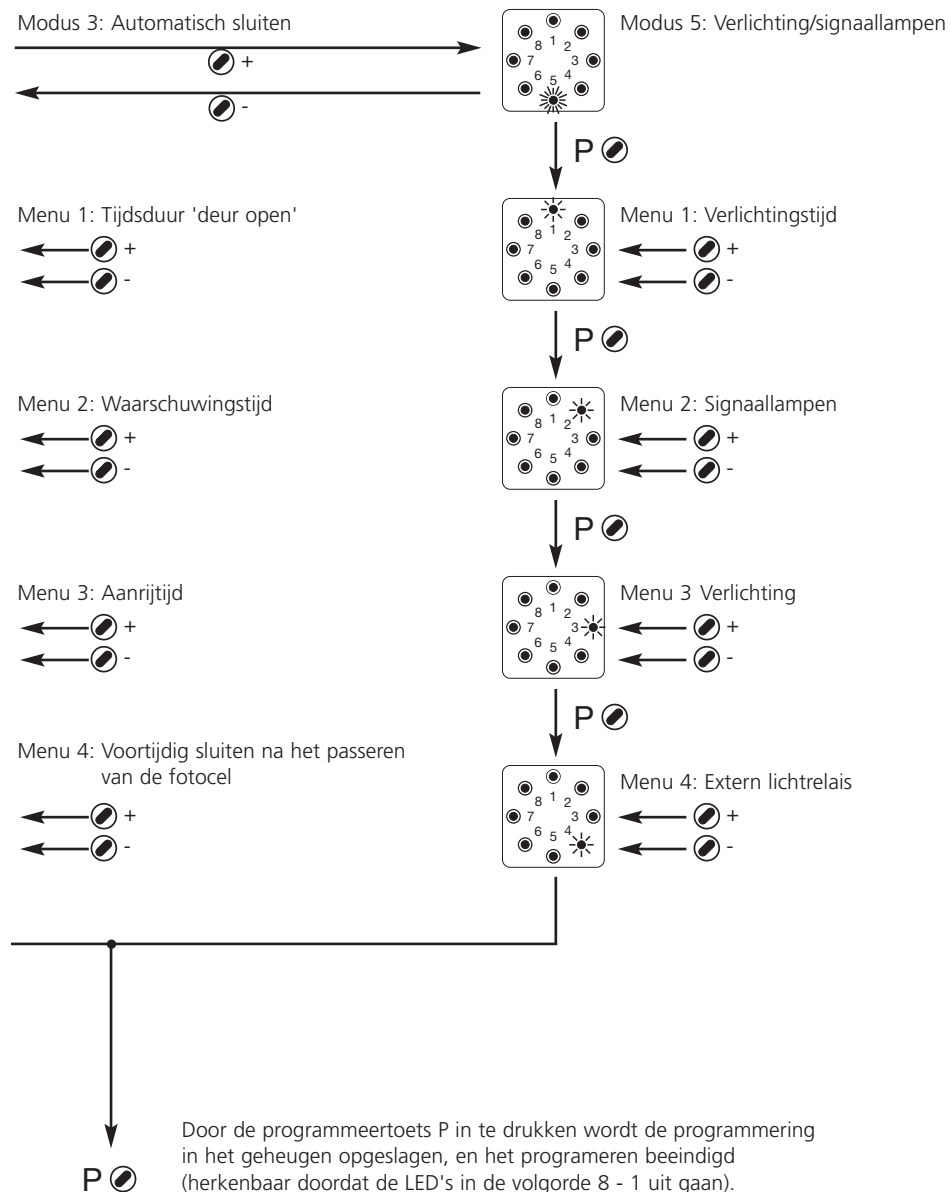 Modus 3: Automatisch sluiten
+
-
8 1 2
7 3
6 5 4
Modus 5: Verlichting/signaallampen
P
Menu 1: Tijdsduur 'deur open'
+
-
8 1 2
7 3
6 5 4
Menu 1: Verlichtingstijd
+
-
P
Menu 2: Waarschuwingstijd
+
-
8 1 2
7 3
6 5 4
Menu 2: Signaallampen
+
-
P
Menu 3: Aanrijtijd
+
-
8 1 2
7 3
6 5 4
Menu 3 Verlichting
+
-
P
Menu 4: Voortijdig sluiten na het passeren
van de fotocel
+
-
8 1 2
7 3
6 5 4
Menu 4: Extern lichtrelais
+
-
P
Door de programmeertoets P in te drukken wordt de programmering
in het geheugen opgeslagen, en het programeren beeindigd
(herkenbaar doordat de LED's in de volgorde 8 - 1 uit gaan).